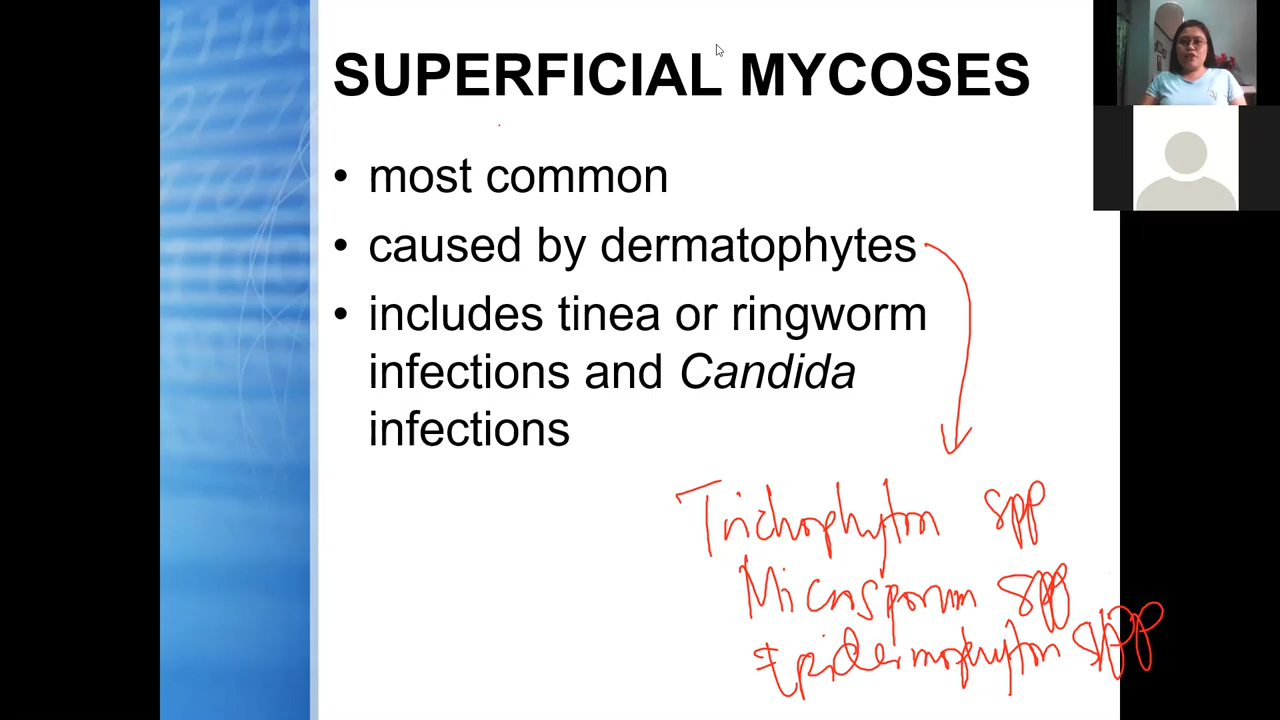 SUPERFICIAL MYCOSES
• most common
• caused by dermatophytes
• includes tinea or ringworm
infections and Candida
infections
Trichophyton spp
Microsporum spp
Epidermophyton spp